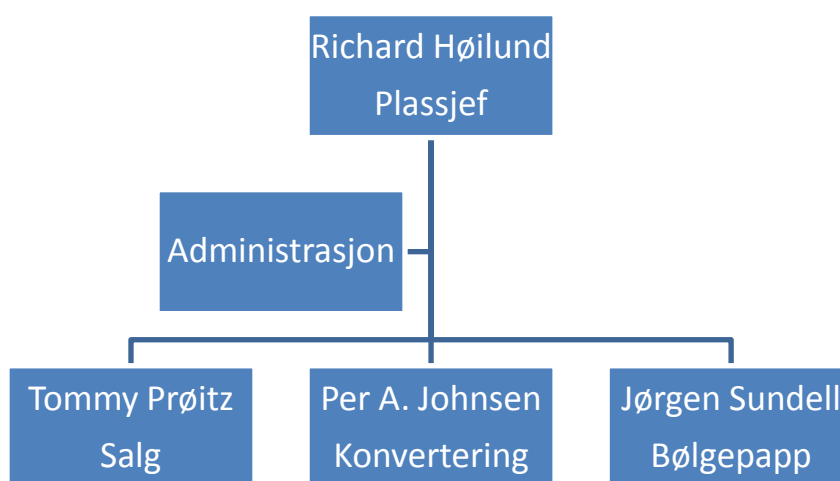 Richard Høilund
Plassjef
Administrasjon
Tommy Prøitz
Salg
Per A. Johnsen
Konvertering
Jørgen Sundell
Bølgepapp